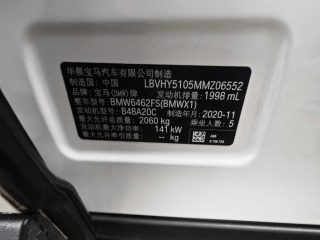 华晨宝马汽车有限公司制造
制造国: 中国 LBVHY5105MMZ06552
品牌: 宝马(BMW)牌 发动机排量: 1998 mL
整车型号: BMW6462FS(BMWX1)
发动机型号: B48A20C 制造年月: 2020-11
最大允许总质量: 2060 kg 乘坐人数: 5
发动机最大净功率: 141 kW
最大允许牵引质量: -- kg